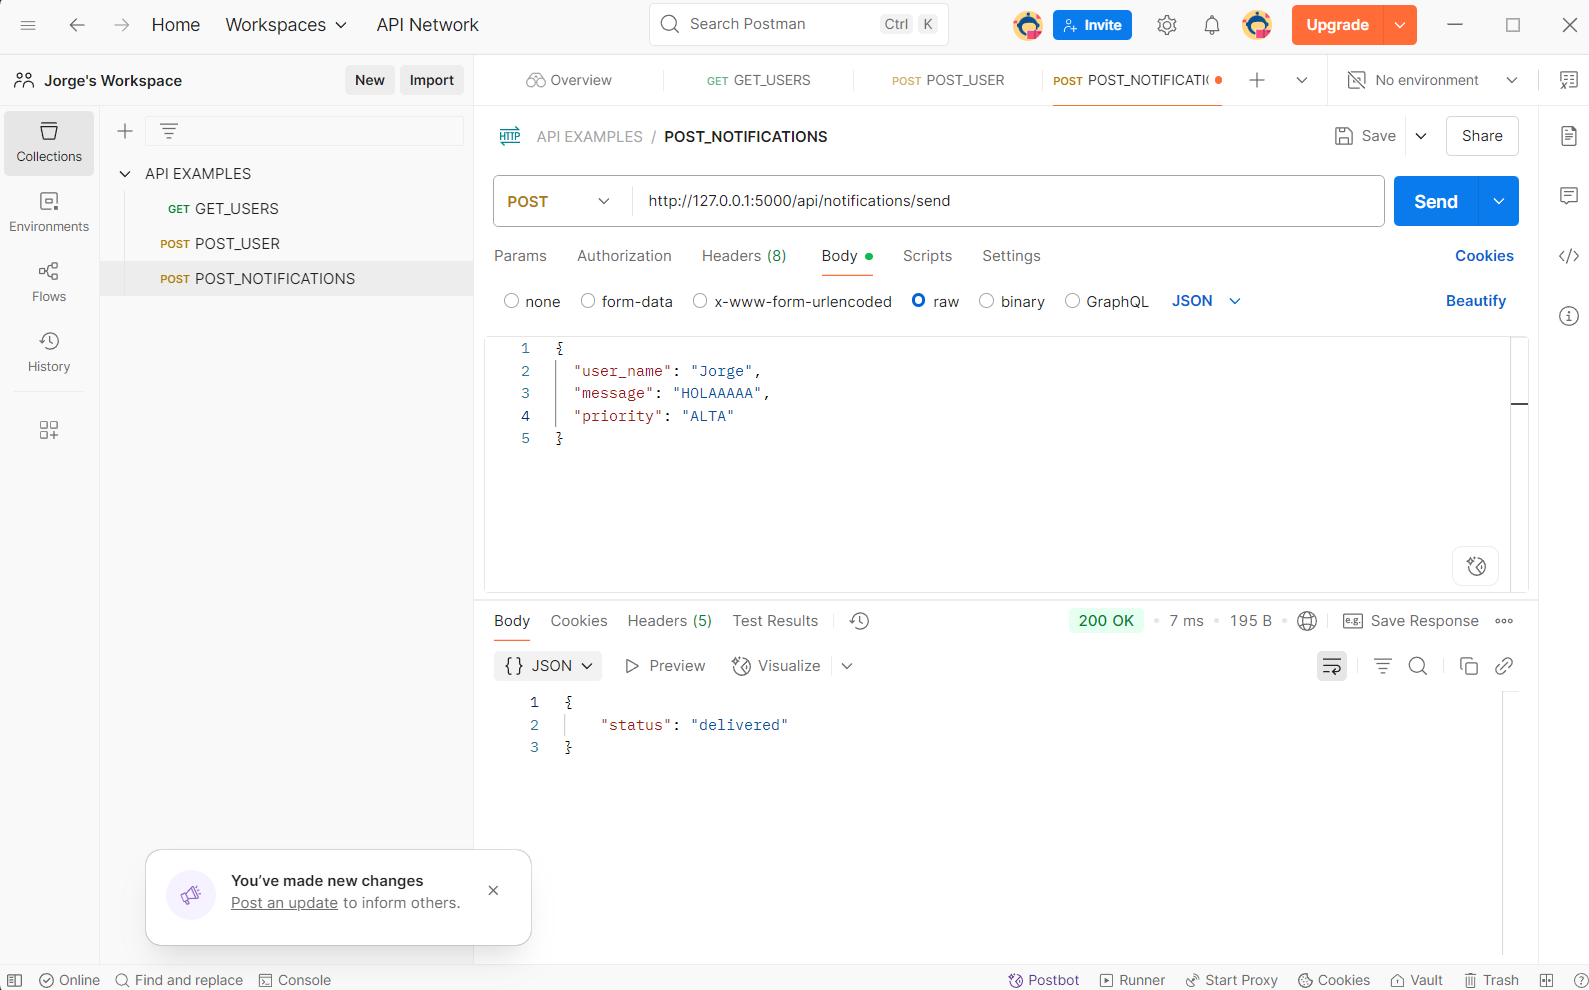 Home Workspaces API Network Search Postman Ctrl K Invite Upgrade
Jorge's Workspace New Import
Overview GET GET_USERS POST POST_USER POST POST_NOTIFICATI No environment
Collections
Environments
Flows
History
API EXAMPLES
GET GET_USERS
POST POST_USER
POST POST_NOTIFICATIONS
HTTP API EXAMPLES / POST_NOTIFICATIONS Save Share
POST http://127.0.0.1:5000/api/notifications/send Send
Params Authorization Headers (8) Body Scripts Settings Cookies
none form-data x-www-form-urlencoded raw binary GraphQL JSON Beautify
1 {
2 "user_name": "Jorge",
3 "message": "HOLAAAAA",
4 "priority": "ALTA"
5 }
Body Cookies Headers (5) Test Results 200 OK 7 ms 195 B e.g. Save Response
{} JSON Preview Visualize
1 {
2 "status": "delivered"
3 }
You've made new changes
Post an update to inform others.
Online Find and replace Console Postbot Runner Start Proxy Cookies Vault Trash